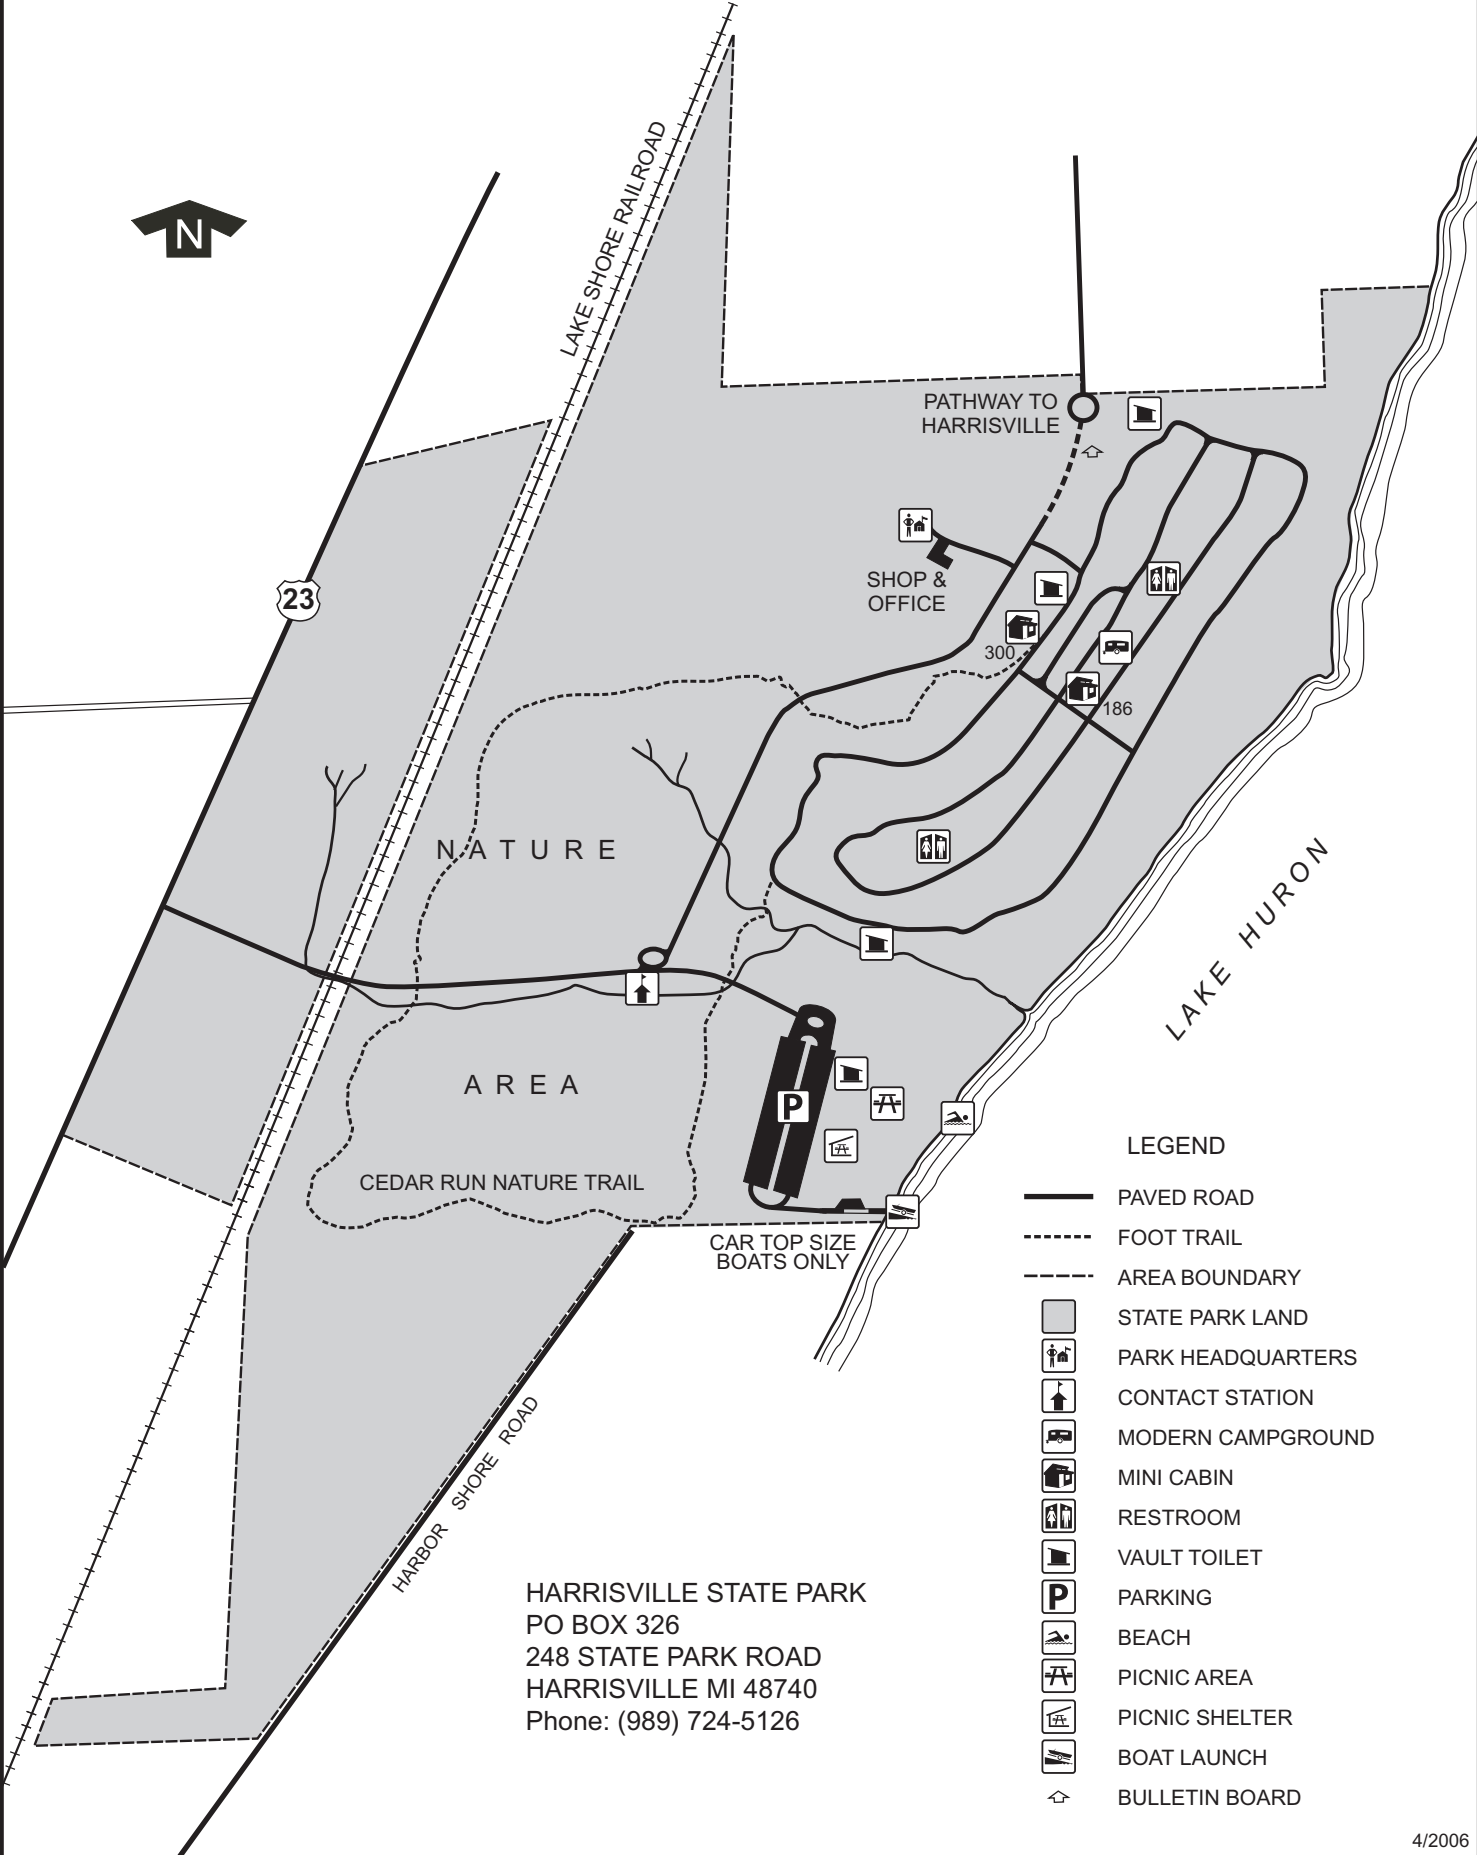 N
LAKE SHORE RAILROAD
PATHWAY TO
HARRISVILLE
SHOP &
OFFICE
23
300
186
NATURE
AREA
LAKE HURON
P
CEDAR RUN NATURE TRAIL
CAR TOP SIZE
BOATS ONLY
HARBOR SHORE ROAD
LEGEND
PAVED ROAD
FOOT TRAIL
AREA BOUNDARY
STATE PARK LAND
PARK HEADQUARTERS
CONTACT STATION
MODERN CAMPGROUND
MINI CABIN
RESTROOM
VAULT TOILET
P PARKING
BEACH
PICNIC AREA
PICNIC SHELTER
BOAT LAUNCH
BULLETIN BOARD
HARRISVILLE STATE PARK
PO BOX 326
248 STATE PARK ROAD
HARRISVILLE MI 48740
Phone: (989) 724-5126
4/2006